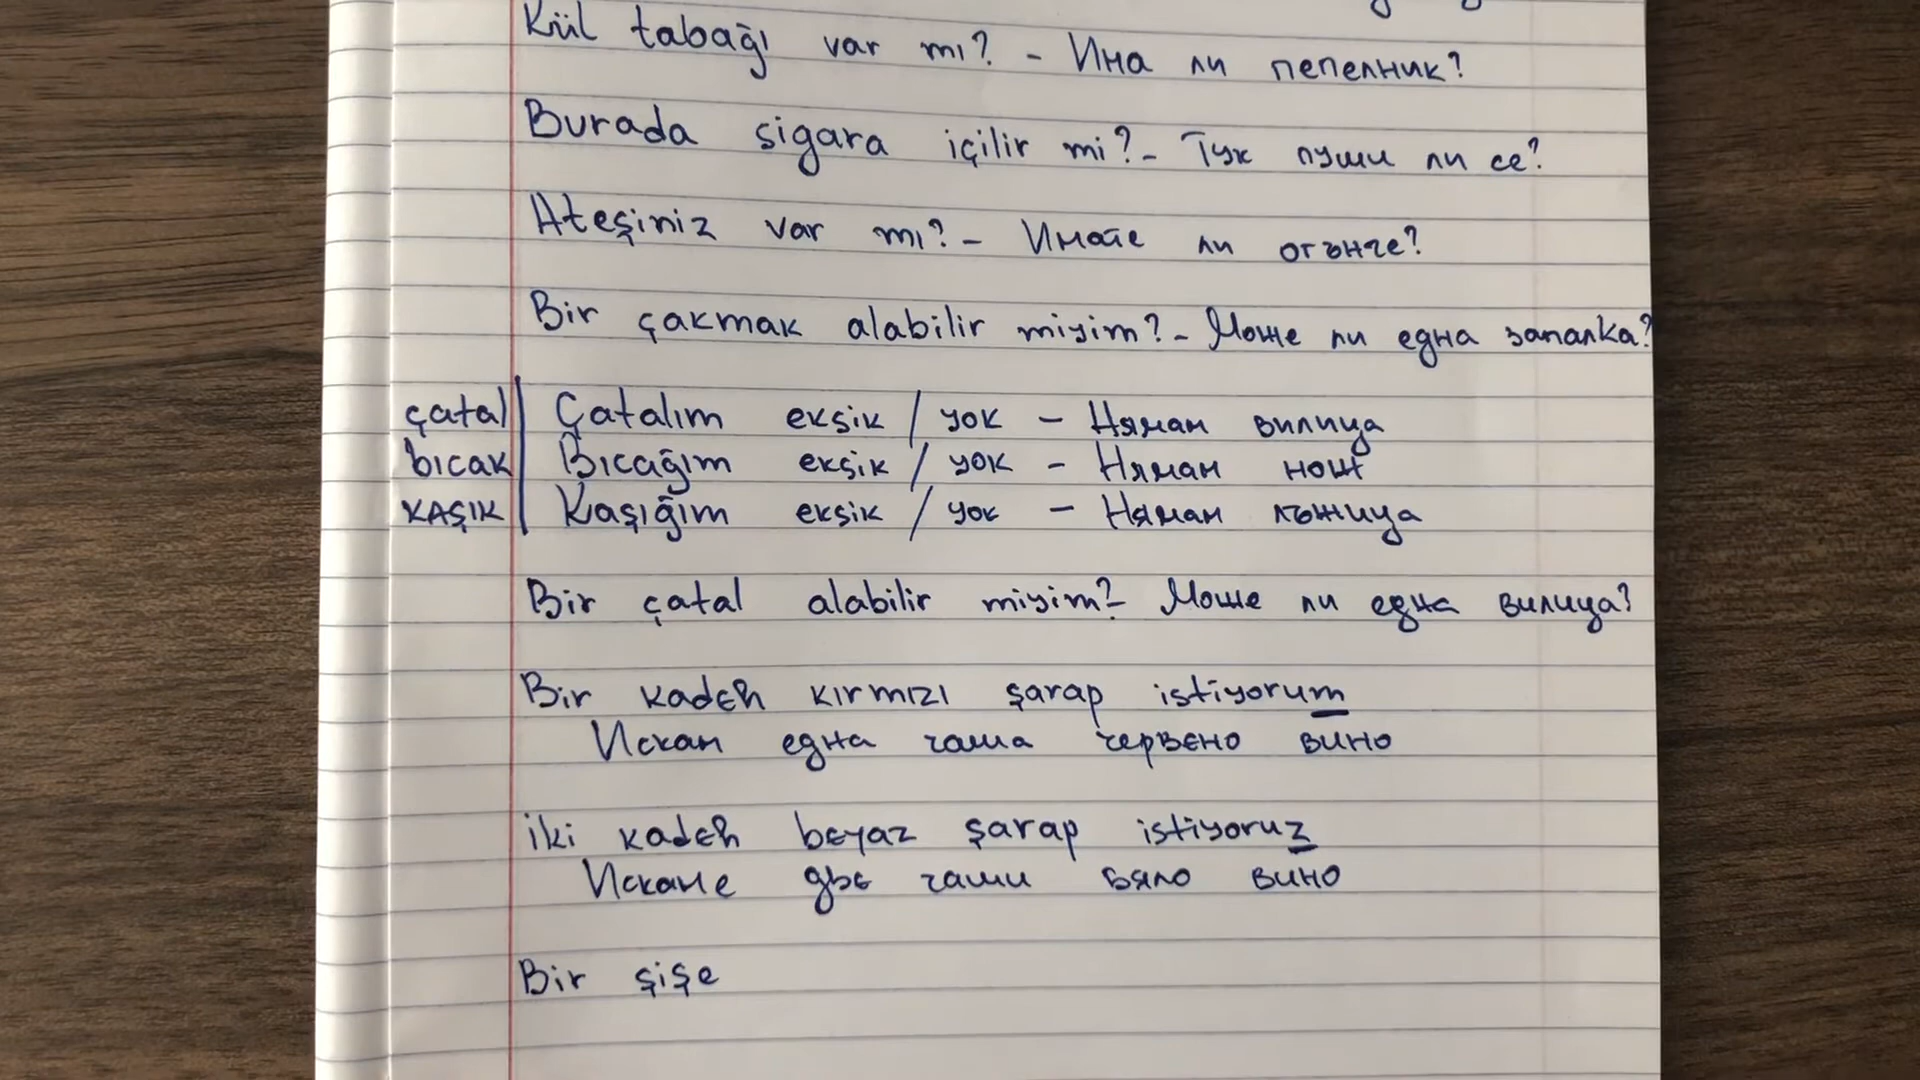 Kül tabağı var mı? - Има ли пепелник?
Burada sigara içilir mi? - Тук пуши ли се?
Ateşiniz var mı? - Имате ли огънче?
Bir çakmak alabilir miyim? - Може ли една запалка?
çatal | Çatalım eksik / yok - Нямам вилица
bıcak | Bıcağım eksik / yok - Нямам нож
KAŞIK | Kaşığım eksik / yok - Нямам лъжица
Bir çatal alabilir miyim? - Може ли една вилица?
Bir kadeh kırmızı şarap istiyorum
Искам една чаша червено вино
İki kadeh beyaz şarap istiyoruz
Искаме две чаши бяло вино
Bir şişe